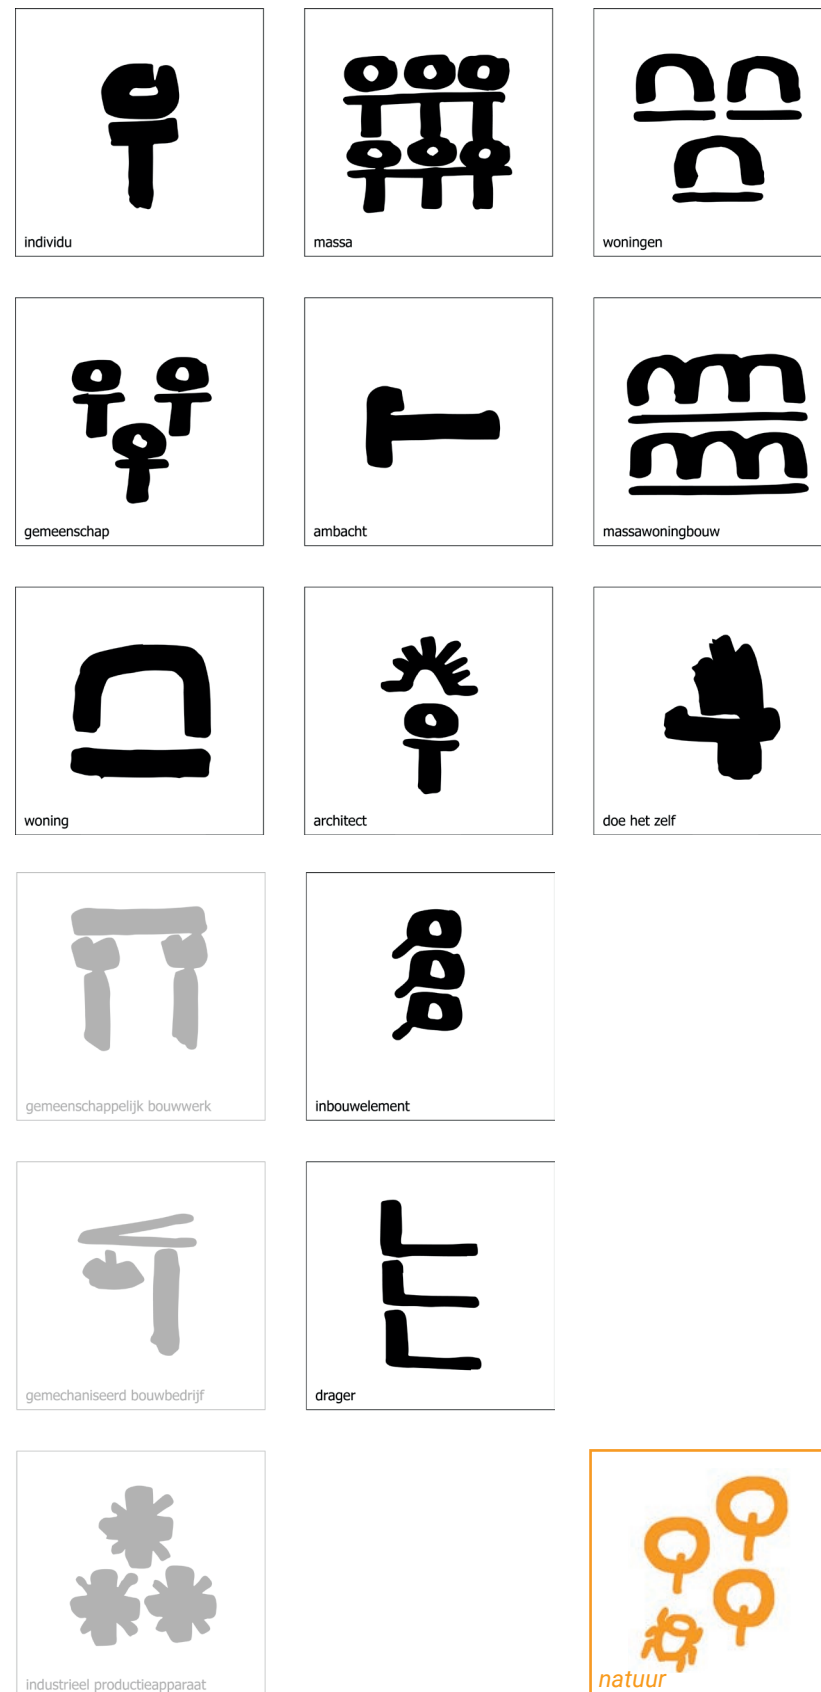 individu
massa
woningen
gemeenschap
ambacht
massawoningbouw
woning
architect
doe het zelf
gemeenschappelijk bouwwerk
inbouwelement
gemechaniseerd bouwbedrijf
drager
industrieel productieapparaat
natuur